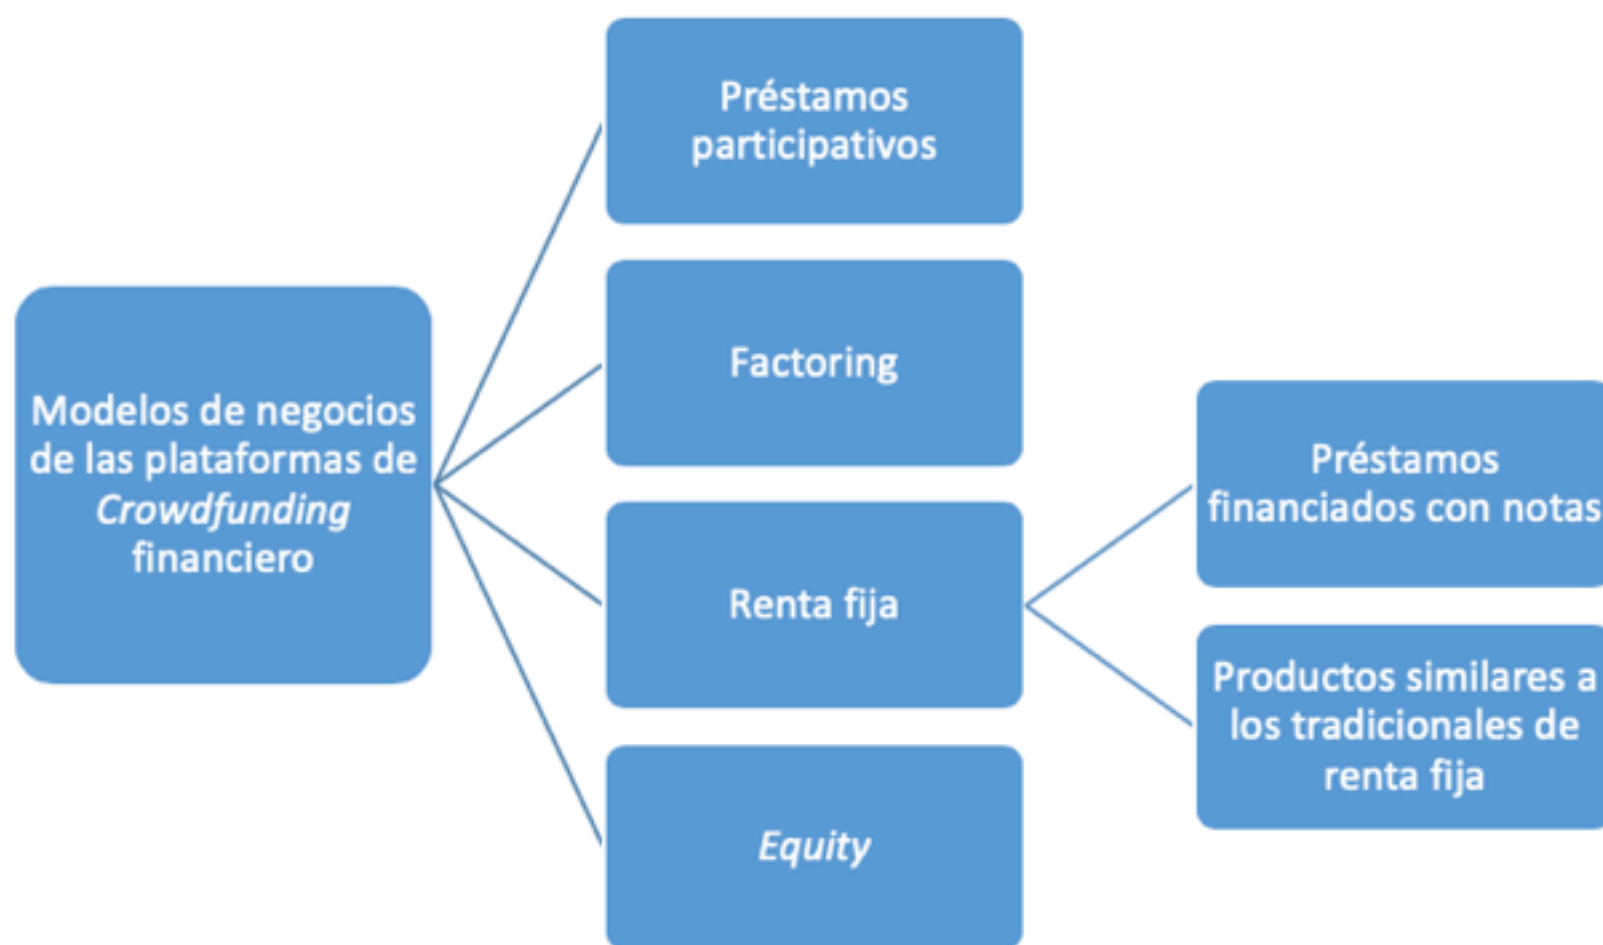 Modelos de negocios
de las plataformas de
Crowdfunding
financiero
Préstamos
participativos
Factoring
Renta fija
Equity
Préstamos
financiados con notas
Productos similares a
los tradicionales de
renta fija